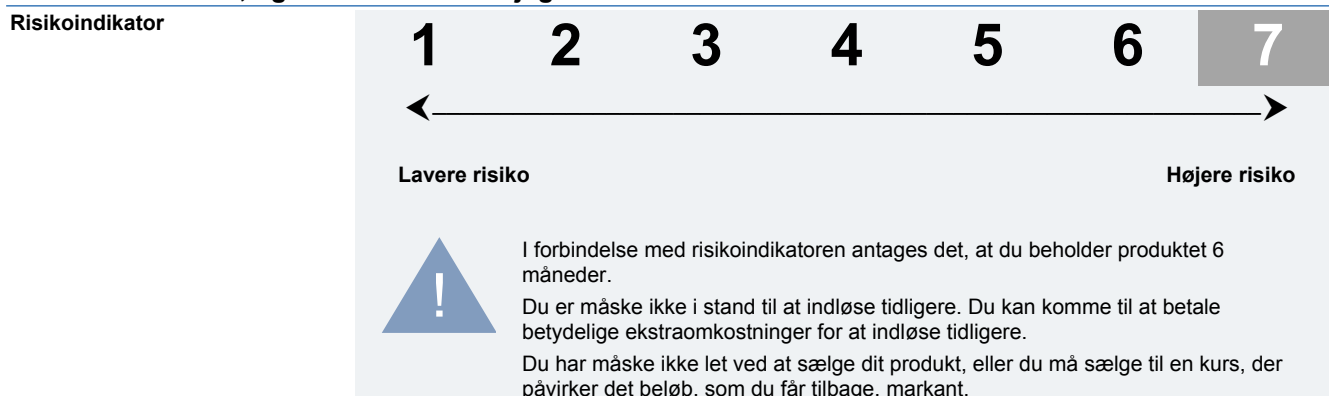 Risikoindikator
1 2 3 4 5 6 7
Lavere risiko Højere risiko
!
I forbindelse med risikoindikatoren antages det, at du beholder produktet 6
måneder.
Du er måske ikke i stand til at indløse tidligere. Du kan komme til at betale
betydelige ekstraomkostninger for at indløse tidligere.
Du har måske ikke let ved at sælge dit produkt, eller du må sælge til en kurs, der
påvirker det beløb, som du får tilbage, markant.